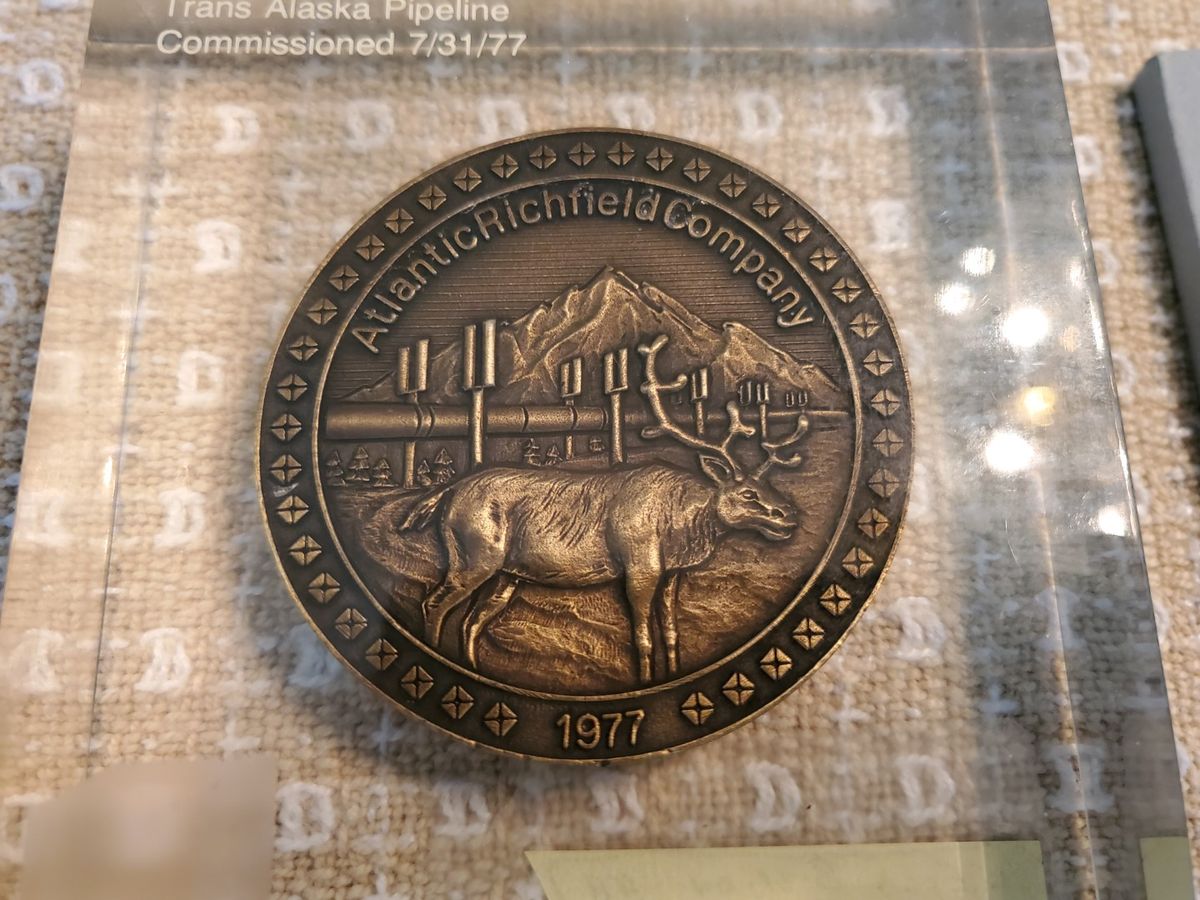 Trans Alaska Pipeline
Commissioned 7/31/77
AtlanticRichfieldCompany
1977